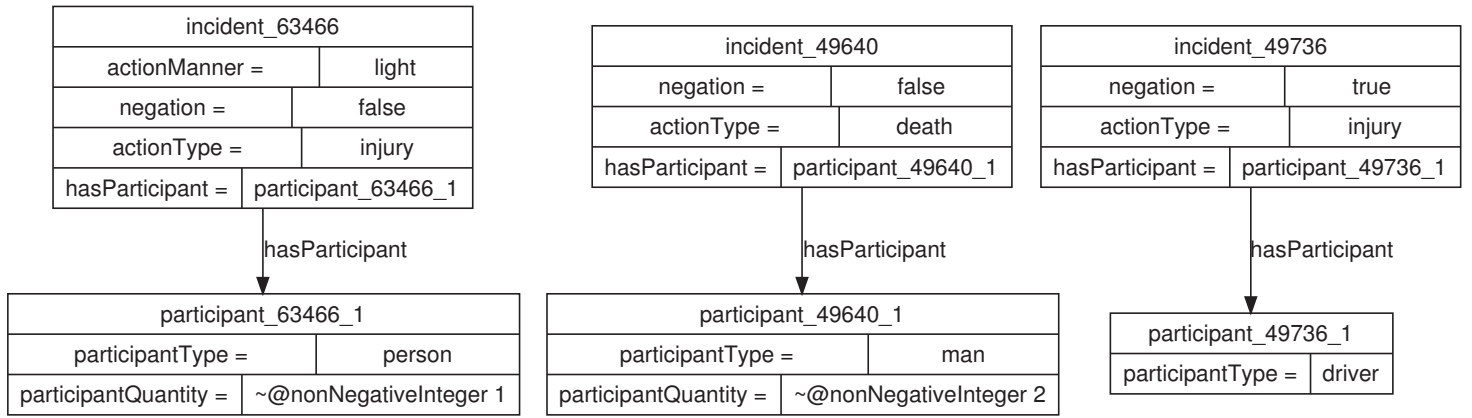 incident_63466
actionManner = light
negation = false
actionType = injury
hasParticipant = participant_63466_1
hasParticipant
participant_63466_1
participantType = person
participantQuantity = ~@nonNegativeInteger 1
incident_49640
negation = false
actionType = death
hasParticipant = participant_49640_1
hasParticipant
participant_49640_1
participantType = man
participantQuantity = ~@nonNegativeInteger 2
incident_49736
negation = true
actionType = injury
hasParticipant = participant_49736_1
hasParticipant
participant_49736_1
participantType = driver